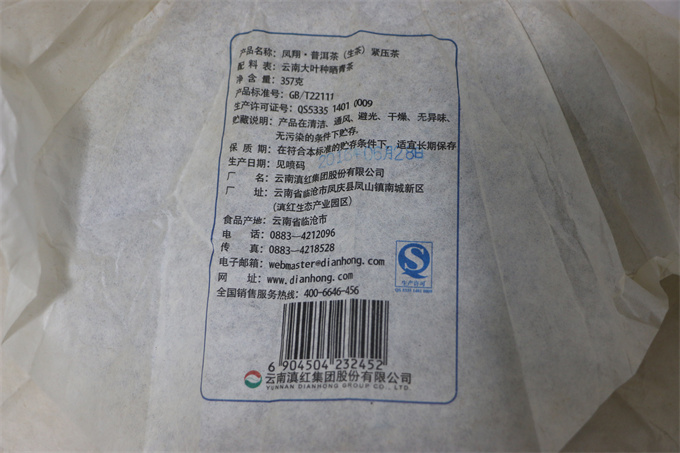 产品名称：凤翔·普洱茶（生茶）紧压茶
配料表：云南大叶种晒青茶
净含量：357克
产品标准号：GB/T22111
生产许可证号：QS5335 1401 0009
贮藏说明：产品在清洁、通风、避光、干燥、无异味、
无污染的条件下贮存。
保质期：在符合本标准的贮存条件下，适宜长期保存
生产日期：见喷码
厂名：云南滇红集团股份有限公司
厂址：云南省临沧市凤庆县凤山镇南城新区
(滇红生态产业园区)
食品产地：云南省临沧市
电话：0883—4212096
传真：0883—4218528
电子邮箱：webmaster@dianhong.com
网址：www.dianhong.com
全国销售服务热线：400-6646-456
生产许可
6 904504 232452
云南滇红集团股份有限公司
YUNNAN DIANHONG GROUP CO., LTD.